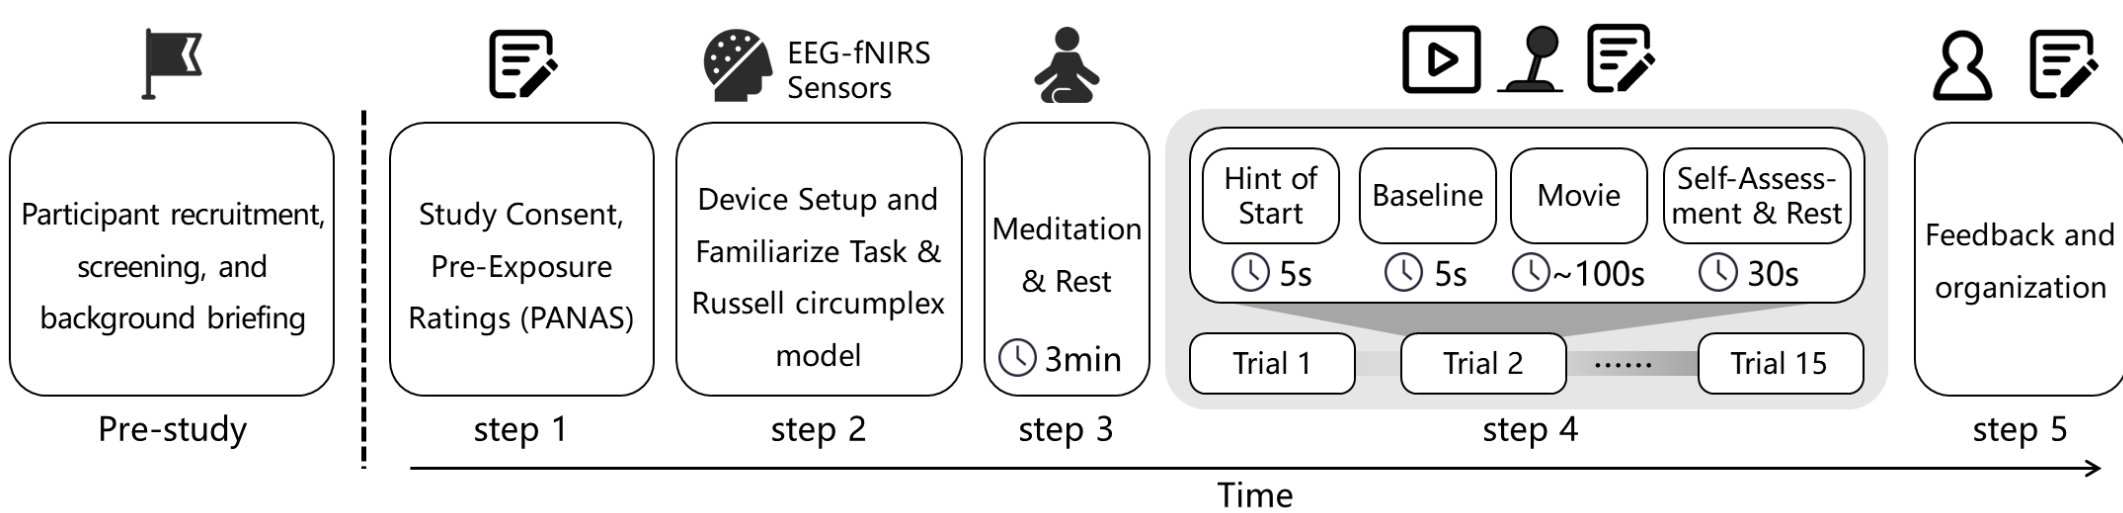 EEG-fNIRS
Sensors
Participant recruitment,
screening, and
background briefing
Pre-study
Study Consent,
Pre-Exposure
Ratings (PANAS)
step 1
Device Setup and
Familiarize Task &
Russell circumplex
model
step 2
Meditation
& Rest
3min
step 3
Hint of
Start
5s
Baseline
5s
Movie
~100s
Self-Assess-
ment & Rest
30s
Trial 1
Trial 2
......
Trial 15
step 4
Feedback and
organization
step 5
Time